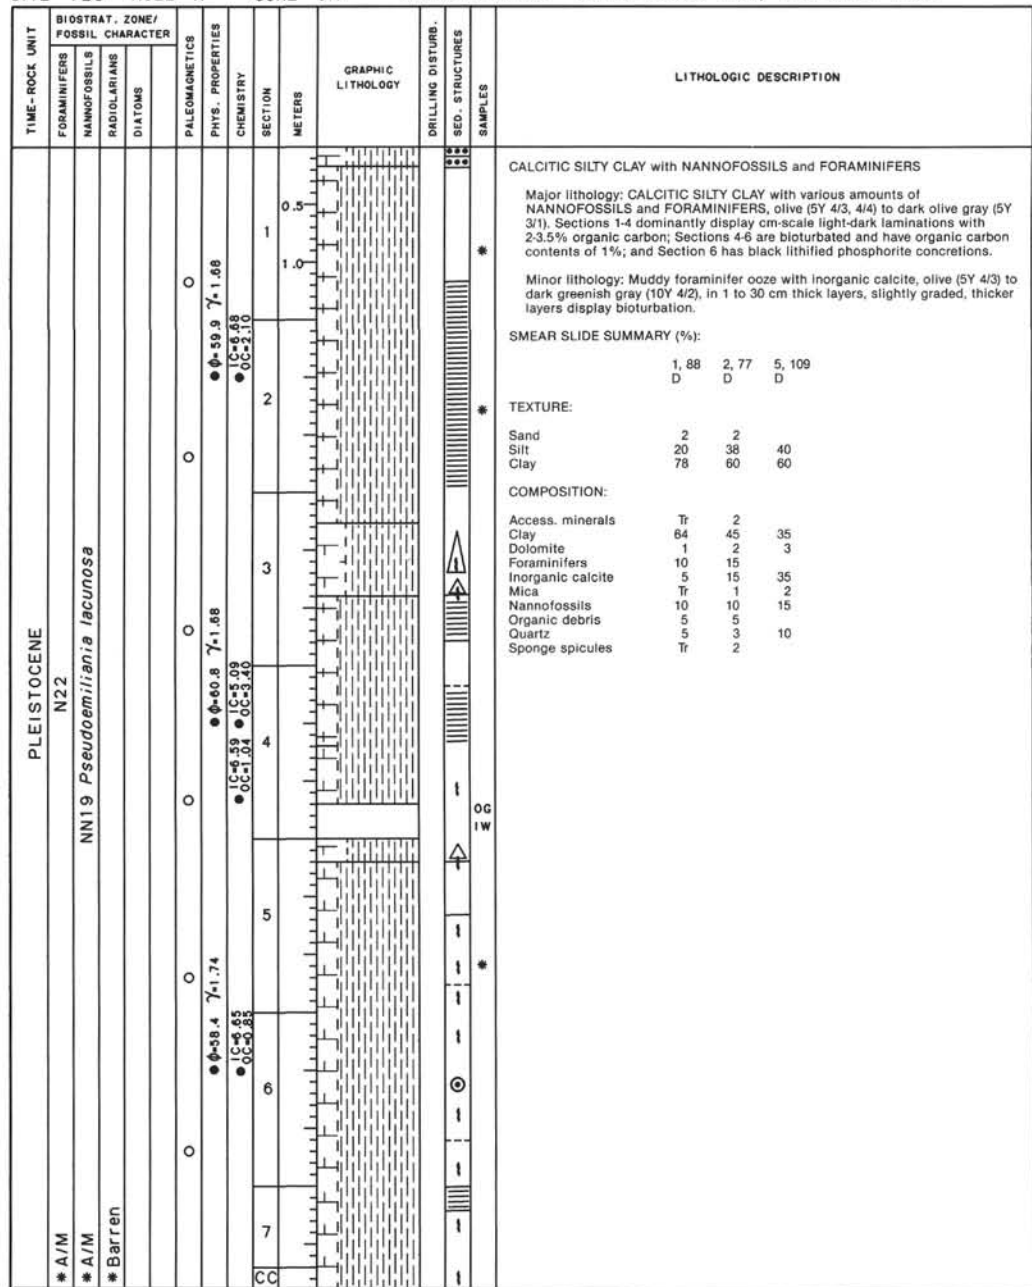 TIME-ROCK UNIT
BIOSTRAT. ZONE/
FOSSIL CHARACTER
FORAMINIFERS
NANNOFOSSILS
RADIOLARIANS
DIATOMS
PALEOMAGNETICS
PHYS. PROPERTIES
CHEMISTRY
SECTION
METERS
GRAPHIC
LITHOLOGY
DRILLING DISTURB.
SED. STRUCTURES
SAMPLES
LITHOLOGIC DESCRIPTION
PLEISTOCENE
N22
NN19 Pseudoemiliania lacunosa
* A/M
* A/M
* Barren
● Φ=59.9 γ=1.68
● Φ=60.8 γ=1.68
● Φ=58.4 γ=1.74
● IC=6.68
OC=2.10
● IC=5.09
OC=3.40
● IC=6.59
OC=1.04
● IC=6.65
OC=0.85
1
2
3
4
5
6
7
CC
0.5
1.0
*
*
OG
IW
*
CALCITIC SILTY CLAY with NANNOFOSSILS and FORAMINIFERS
Major lithology: CALCITIC SILTY CLAY with various amounts of
NANNOFOSSILS and FORAMINIFERS, olive (5Y 4/3, 4/4) to dark olive gray (5Y
3/1). Sections 1-4 dominantly display cm-scale light-dark laminations with
2-3.5% organic carbon; Sections 4-6 are bioturbated and have organic carbon
contents of 1%; and Section 6 has black lithified phosphorite concretions.
Minor lithology: Muddy foraminifer ooze with inorganic calcite, olive (5Y 4/3) to
dark greenish gray (10Y 4/2), in 1 to 30 cm thick layers, slightly graded, thicker
layers display bioturbation.
SMEAR SLIDE SUMMARY (%):
1, 88 2, 77 5, 109
D D D
TEXTURE:
Sand 2 2
Silt 20 38 40
Clay 78 60 60
COMPOSITION:
Access. minerals Tr 2
Clay 64 45 35
Dolomite 1 2 3
Foraminifers 10 15
Inorganic calcite 5 15 35
Mica Tr 1 2
Nannofossils 10 10 15
Organic debris 5 5
Quartz 5 3 10
Sponge spicules Tr 2